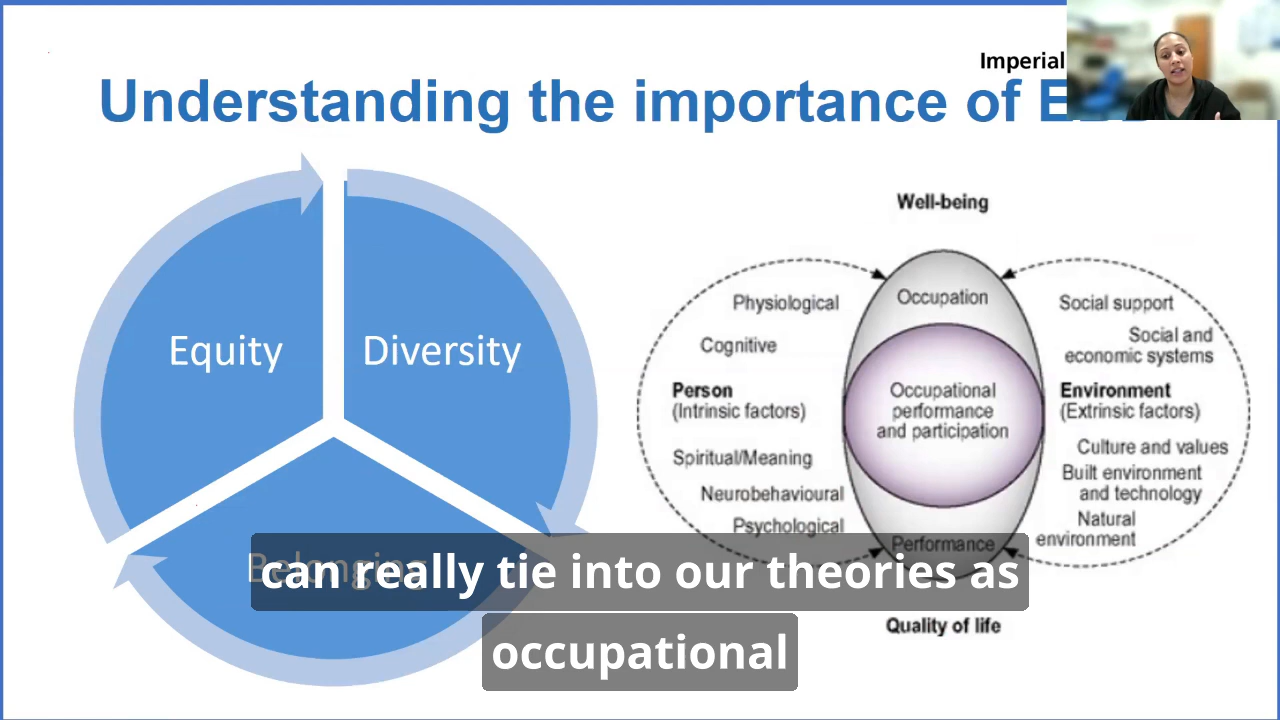 Imperial
Understanding the importance of
Equity
Diversity
Belonging
Well-being
Occupation
Physiological
Cognitive
Person
(Intrinsic factors)
Spiritual/Meaning
Neurobehavioural
Psychological
Occupational
performance
and participation
Social support
Social and
economic systems
Environment
(Extrinsic factors)
Culture and values
Built environment
and technology
Natural
environment
Performance
Quality of life
can really tie into our theories as
occupational